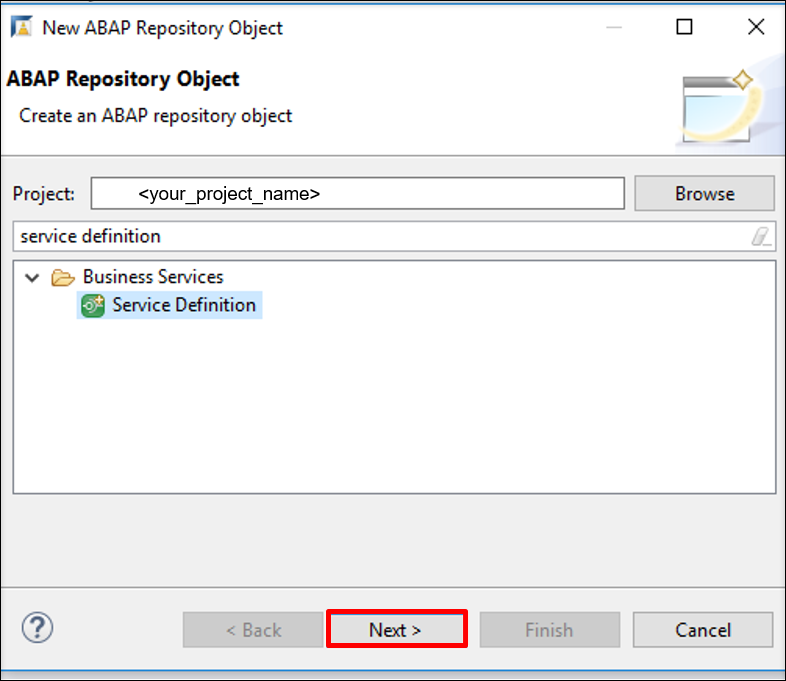 New ABAP Repository Object
ABAP Repository Object
Create an ABAP repository object
Project: <your_project_name> Browse
service definition
Business Services
Service Definition
? < Back Next > Finish Cancel